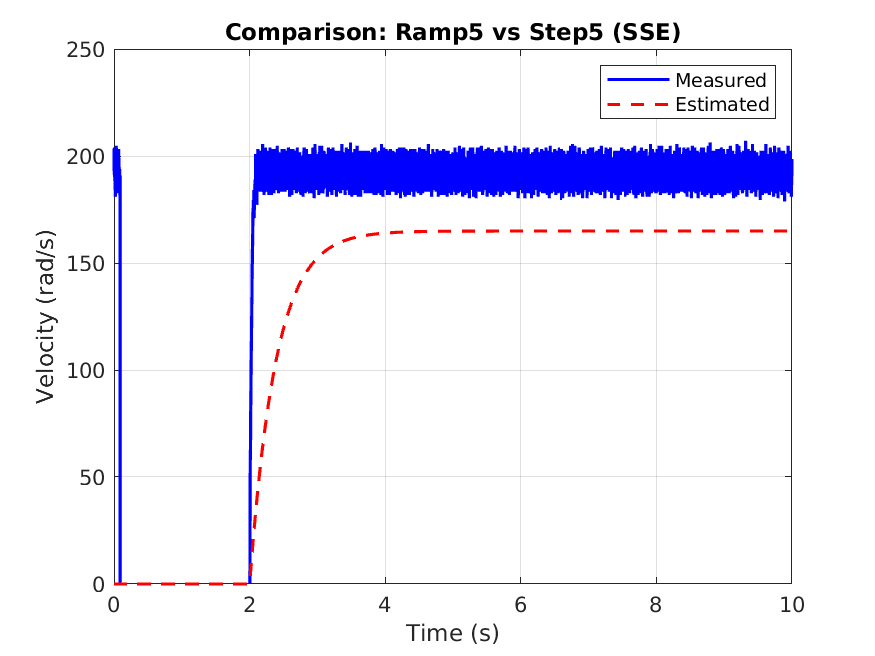 Comparison: Ramp5 vs Step5 (SSE)
Measured
Estimated
250
200
150
100
50
0
Velocity (rad/s)
0 2 4 6 8 10
Time (s)